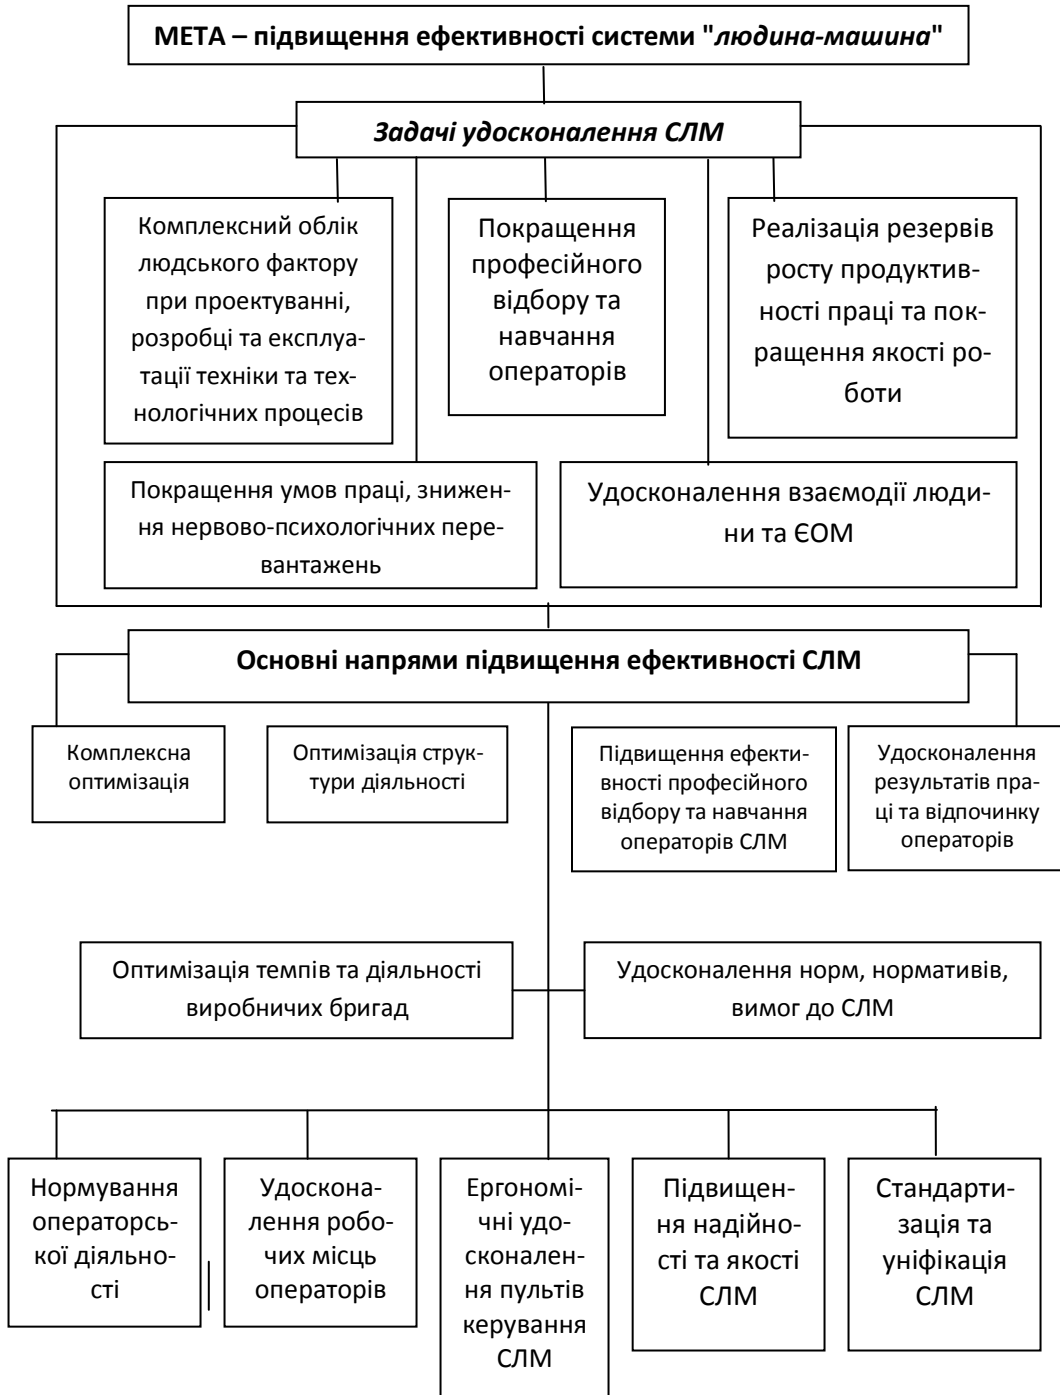 МЕТА – підвищення ефективності системи "людина-машина"
Задачі удосконалення СЛМ
Комплексний облік
людського фактору
при проектуванні,
розробці та експлуа-
тації техніки та тех-
нологічних процесів
Покращення
професійного
відбору та
навчання
операторів
Реалізація резервів
росту продуктив-
ності праці та пок-
ращення якості ро-
боти
Покращення умов праці, знижен-
ня нервово-психологічних пере-
вантажень
Удосконалення взаємодії люди-
ни та ЄОМ
Основні напрями підвищення ефективності СЛМ
Комплексна
оптимізація
Оптимізація струк-
тури діяльності
Підвищення ефекти-
вності професійного
відбору та навчання
операторів СЛМ
Удосконалення
результатів пра-
ці та відпочинку
операторів
Оптимізація темпів та діяльності
виробничих бригад
Удосконалення норм, нормативів,
вимог до СЛМ
Нормування
операторсь-
кої діяльно-
сті
Удоскона-
лення робо-
чих місць
операторів
Ергономі-
чні удо-
сконален-
ня пультів
керування
СЛМ
Підвищен-
ня надійно-
сті та якості
СЛМ
Стандарти-
зація та
уніфікація
СЛМ